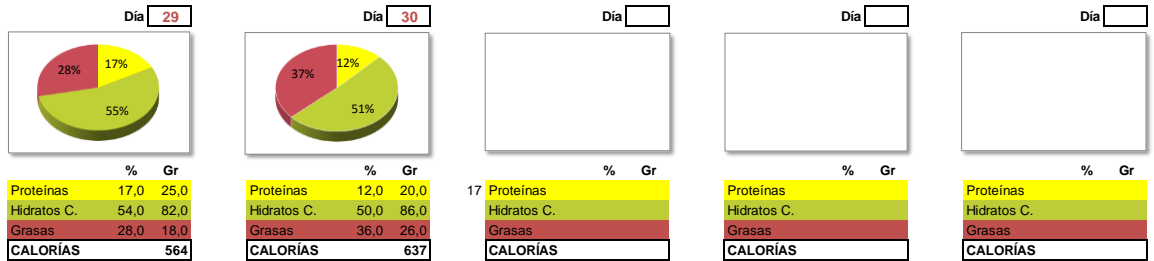 Día 29 Día 30 Día Día Día
28% 17% 37% 12%
55% 51%
% Gr % Gr % Gr % Gr % Gr
Proteínas 17,0 25,0 Proteínas 12,0 20,0 17 Proteínas Proteínas Proteínas
Hidratos C. 54,0 82,0 Hidratos C. 50,0 86,0 Hidratos C. Hidratos C. Hidratos C.
Grasas 28,0 18,0 Grasas 36,0 26,0 Grasas Grasas Grasas
CALORÍAS 564 CALORÍAS 637 CALORÍAS CALORÍAS CALORÍAS